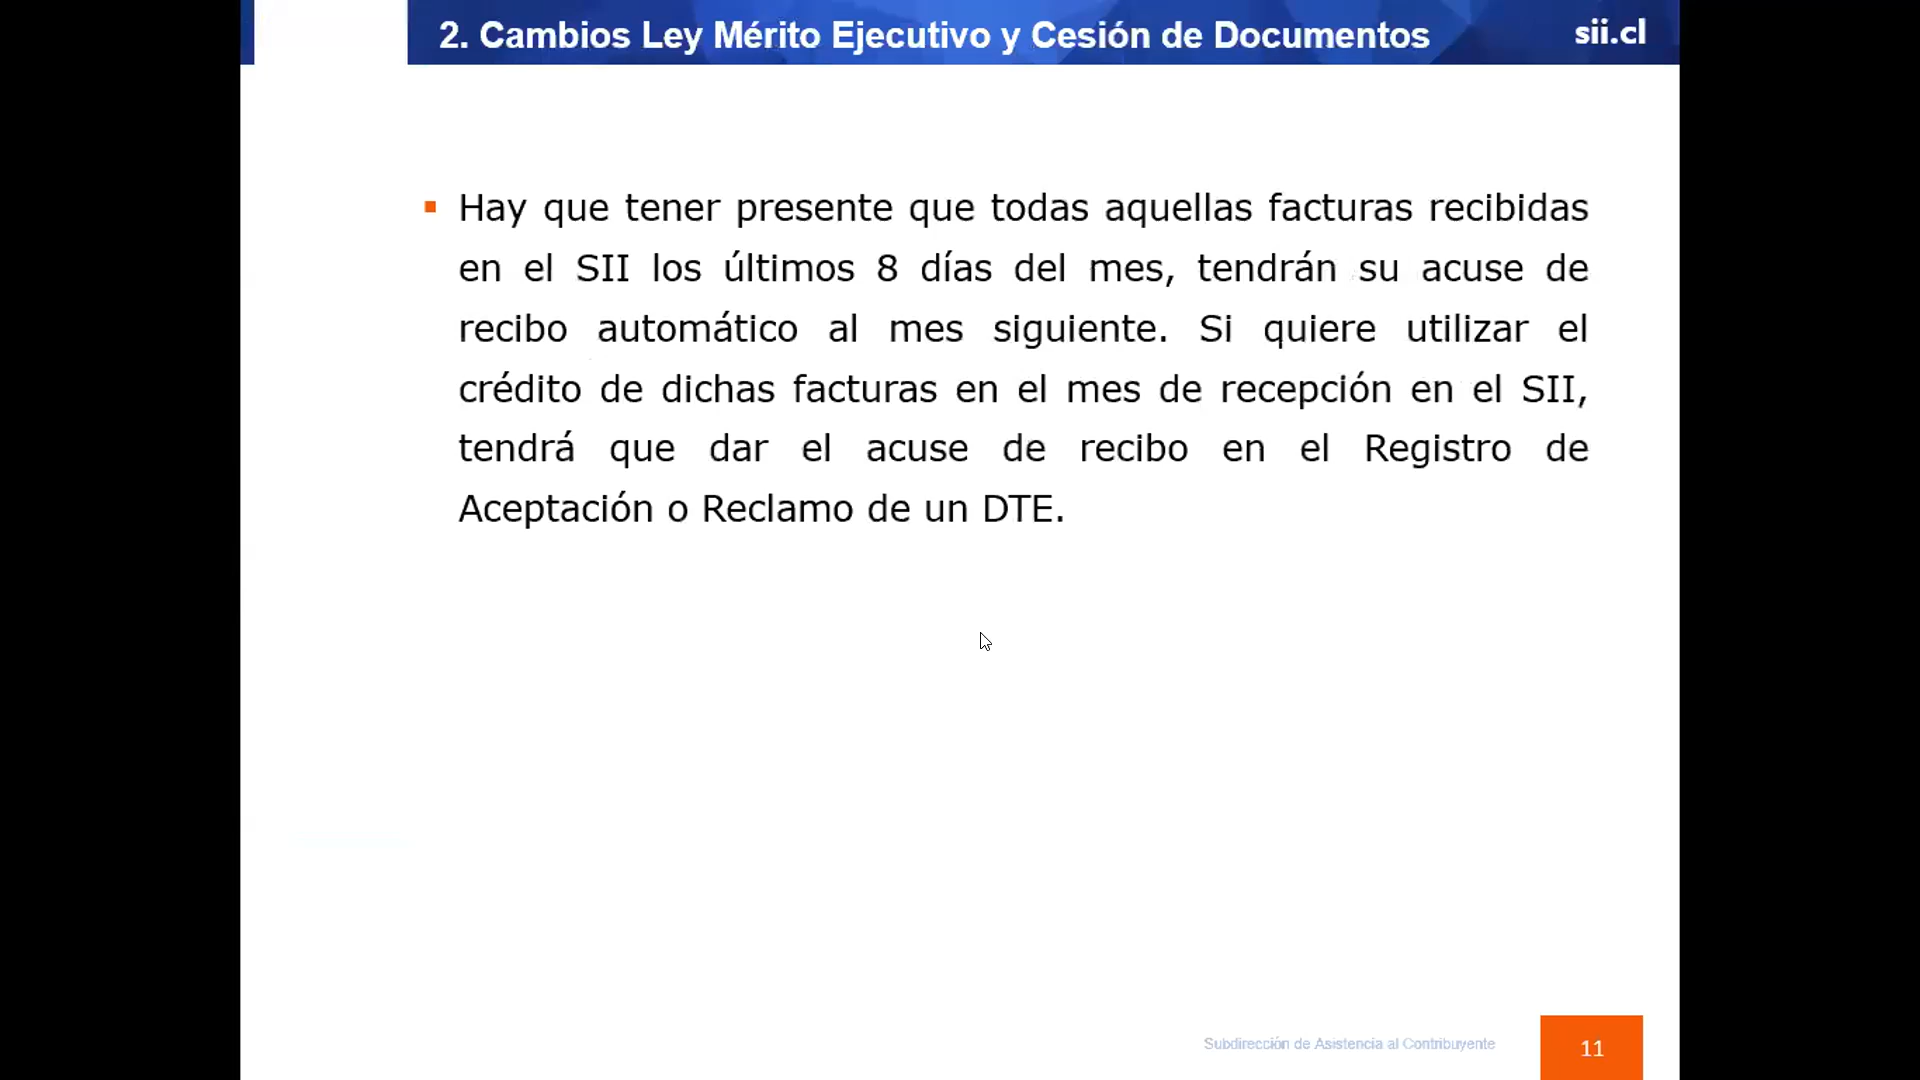 2. Cambios Ley Mérito Ejecutivo y Cesión de Documentos
sii.cl
▪ Hay que tener presente que todas aquellas facturas recibidas
en el SII los últimos 8 días del mes, tendrán su acuse de
recibo automático al mes siguiente. Si quiere utilizar el
crédito de dichas facturas en el mes de recepción en el SII,
tendrá que dar el acuse de recibo en el Registro de
Aceptación o Reclamo de un DTE.
Subdirección de Asistencia al Contribuyente
11